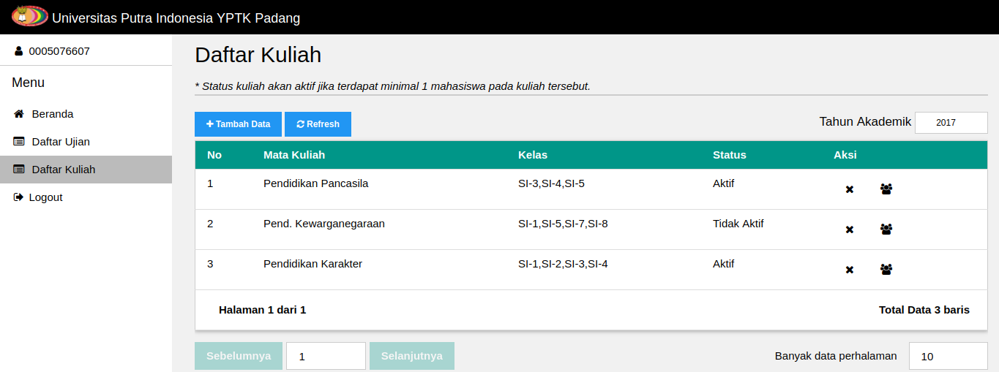 Universitas Putra Indonesia YPTK Padang
0005076607
Menu
Beranda
Daftar Ujian
Daftar Kuliah
Logout
Daftar Kuliah
* Status kuliah akan aktif jika terdapat minimal 1 mahasiswa pada kuliah tersebut.
Tambah Data Refresh Tahun Akademik 2017
No Mata Kuliah Kelas Status Aksi
1 Pendidikan Pancasila SI-3,SI-4,SI-5 Aktif
2 Pend. Kewarganegaraan SI-1,SI-5,SI-7,SI-8 Tidak Aktif
3 Pendidikan Karakter SI-1,SI-2,SI-3,SI-4 Aktif
Halaman 1 dari 1 Total Data 3 baris
Sebelumnya 1 Selanjutnya Banyak data perhalaman 10